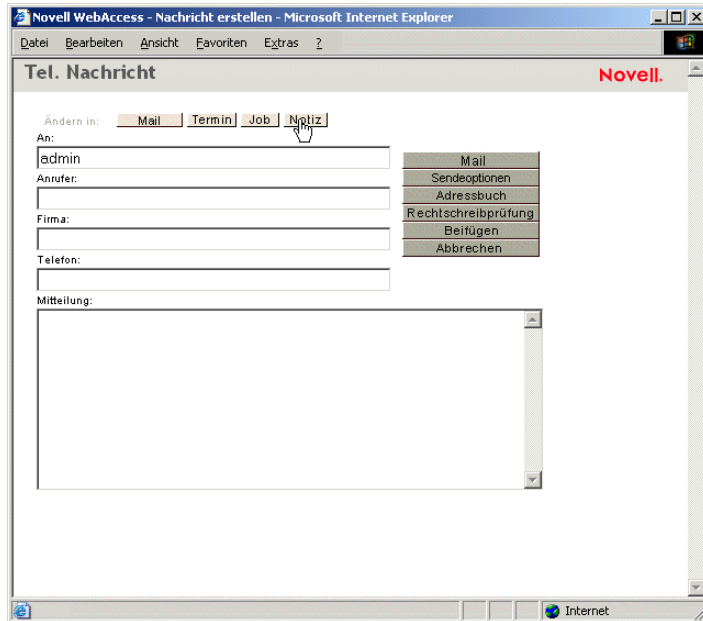 Novell WebAccess - Nachricht erstellen - Microsoft Internet Explorer
Datei Bearbeiten Ansicht Favoriten Extras ?
Tel. Nachricht
Novell.
Ändern in: Mail Termin Job Notiz
An:
admin
Mail
Anrufer:
Sendeoptionen
Adressbuch
Rechtschreibprüfung
Firma:
Beifügen
Abbrechen
Telefon:
Mitteilung:
Internet